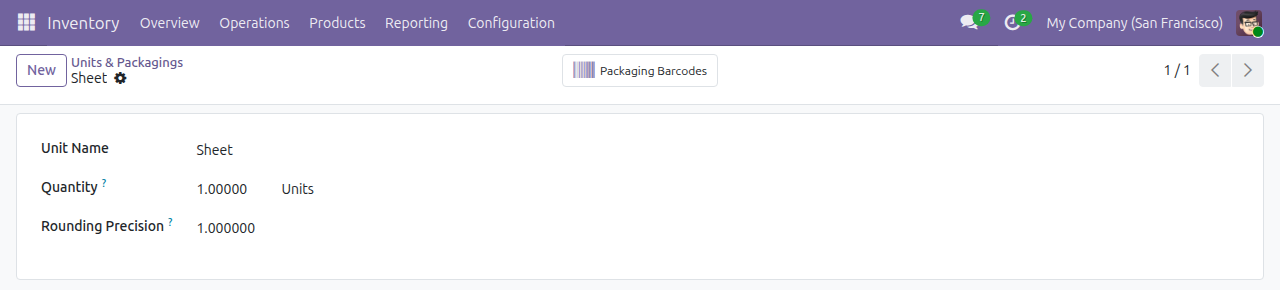 Inventory Overview Operations Products Reporting Configuration 7 2 My Company (San Francisco)
New Units & Packagings Packaging Barcodes 1 / 1
Sheet
Unit Name Sheet
Quantity ? 1.00000 Units
Rounding Precision ? 1.000000